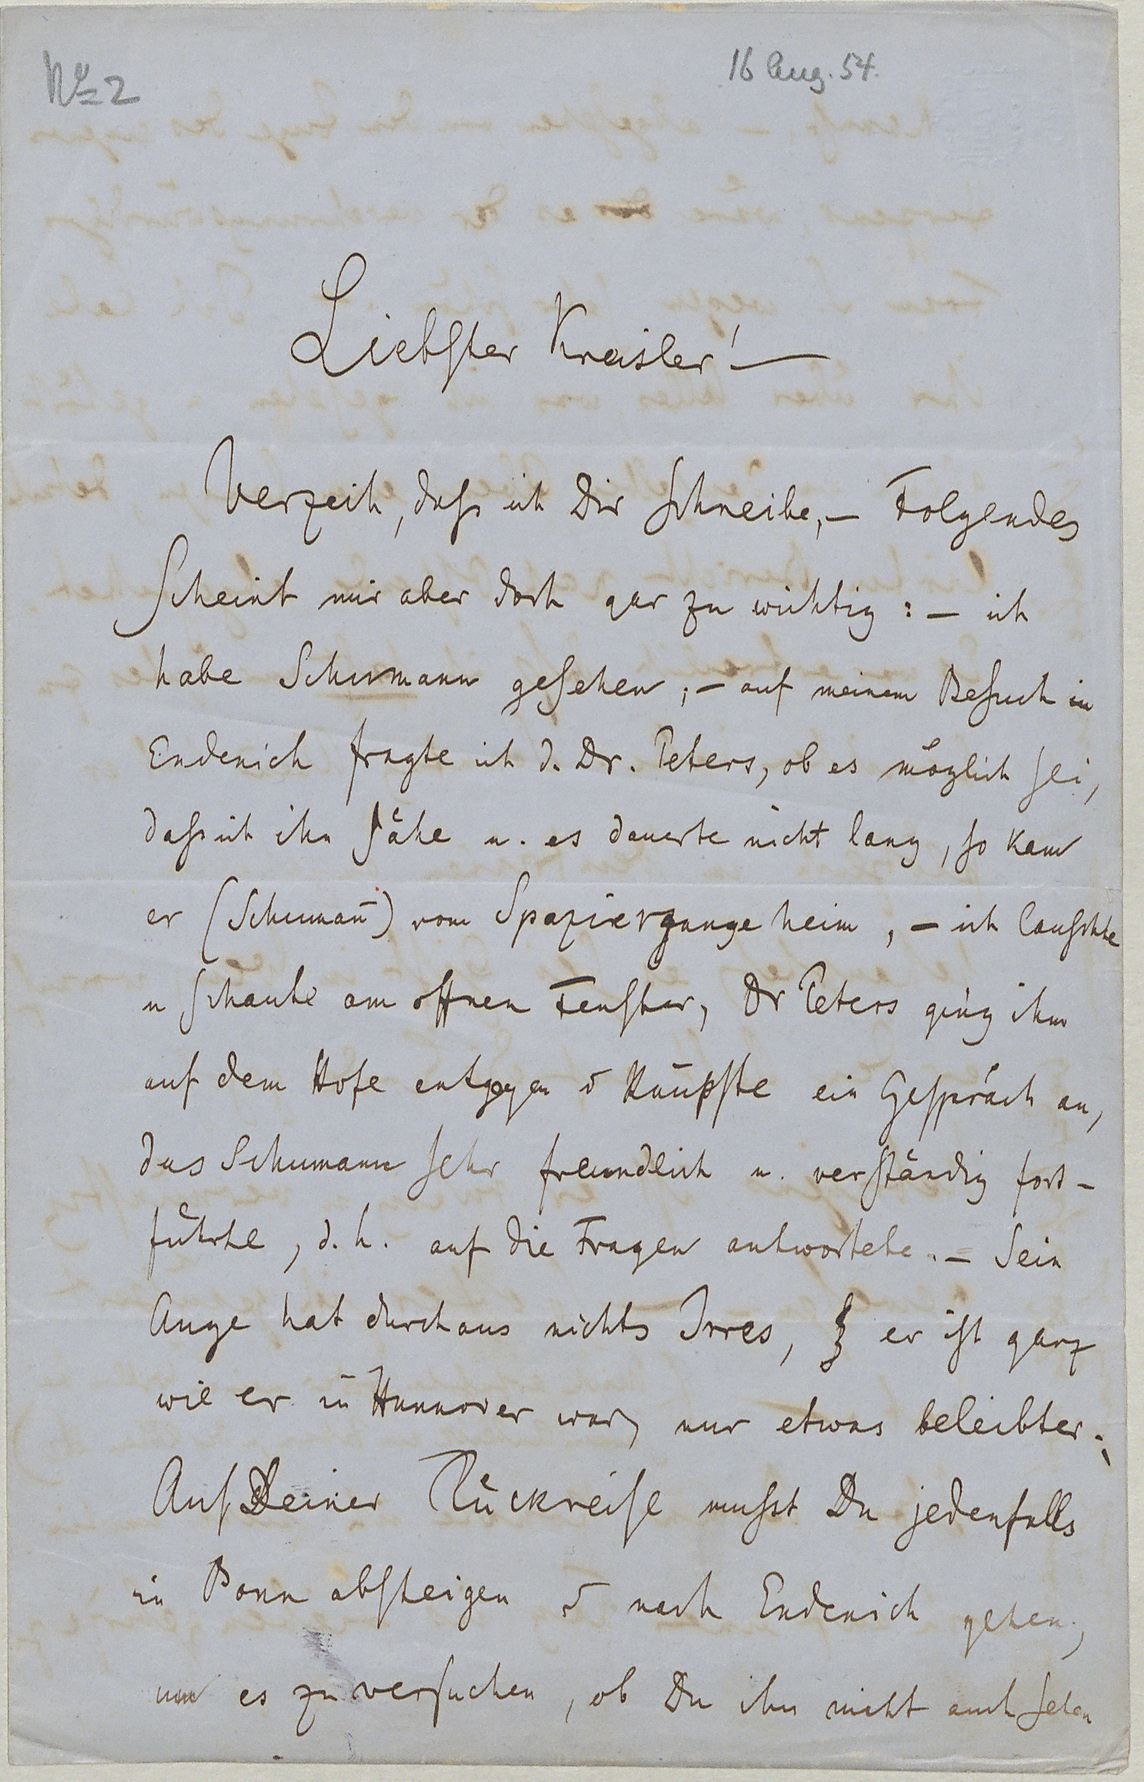 No 2
16 Aug. 54.
Liebster Kreisler! —
Verzeih, dass ich Dir schreibe, — Folgendes
scheint mir aber doch gar zu wichtig: — ich
habe Schumann gesehen; — auf meinem Besuch in
Endenich fragte ich d. Dr. Peters, ob es möglich sei,
dass ich ihn sähe u. es dauerte nicht lang, so kam
er (Schumañ) vom Spaziergange heim, — ich lauschte
u schaute am offnen Fenster, Dr Peters ging ihm
auf dem Hofe entgegen u knüpfte ein Gespräch an,
das Schumann sehr freundlich u. verständig fort-
führte, d. h. auf die Fragen antwortete. — Sein
Auge hat durchaus nichts Irres, er ist ganz
wie er in Hannover war, nur etwas beleibter.;
Auf Deiner Rückreise musst Du jedenfalls
in Bonn absteigen u nach Endenich gehen,
um es zu versuchen, ob Du ihn nicht auch sehen